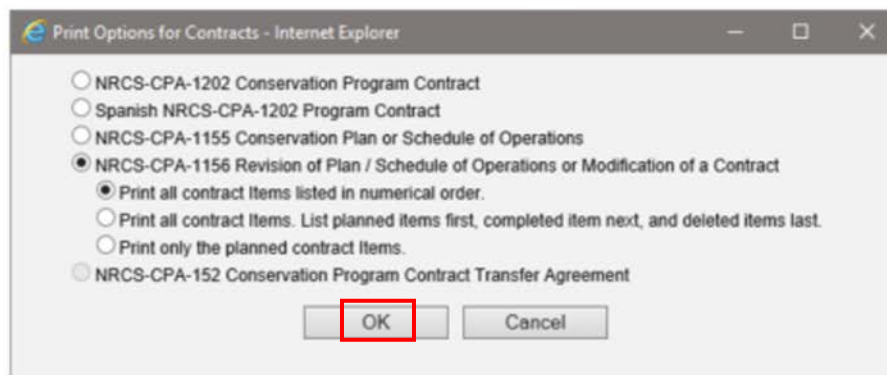 Print Options for Contracts - Internet Explorer
NRCS-CPA-1202 Conservation Program Contract
Spanish NRCS-CPA-1202 Program Contract
NRCS-CPA-1155 Conservation Plan or Schedule of Operations
NRCS-CPA-1156 Revision of Plan / Schedule of Operations or Modification of a Contract
Print all contract Items listed in numerical order.
Print all contract Items. List planned items first, completed item next, and deleted items last.
Print only the planned contract Items.
NRCS-CPA-152 Conservation Program Contract Transfer Agreement
OK Cancel